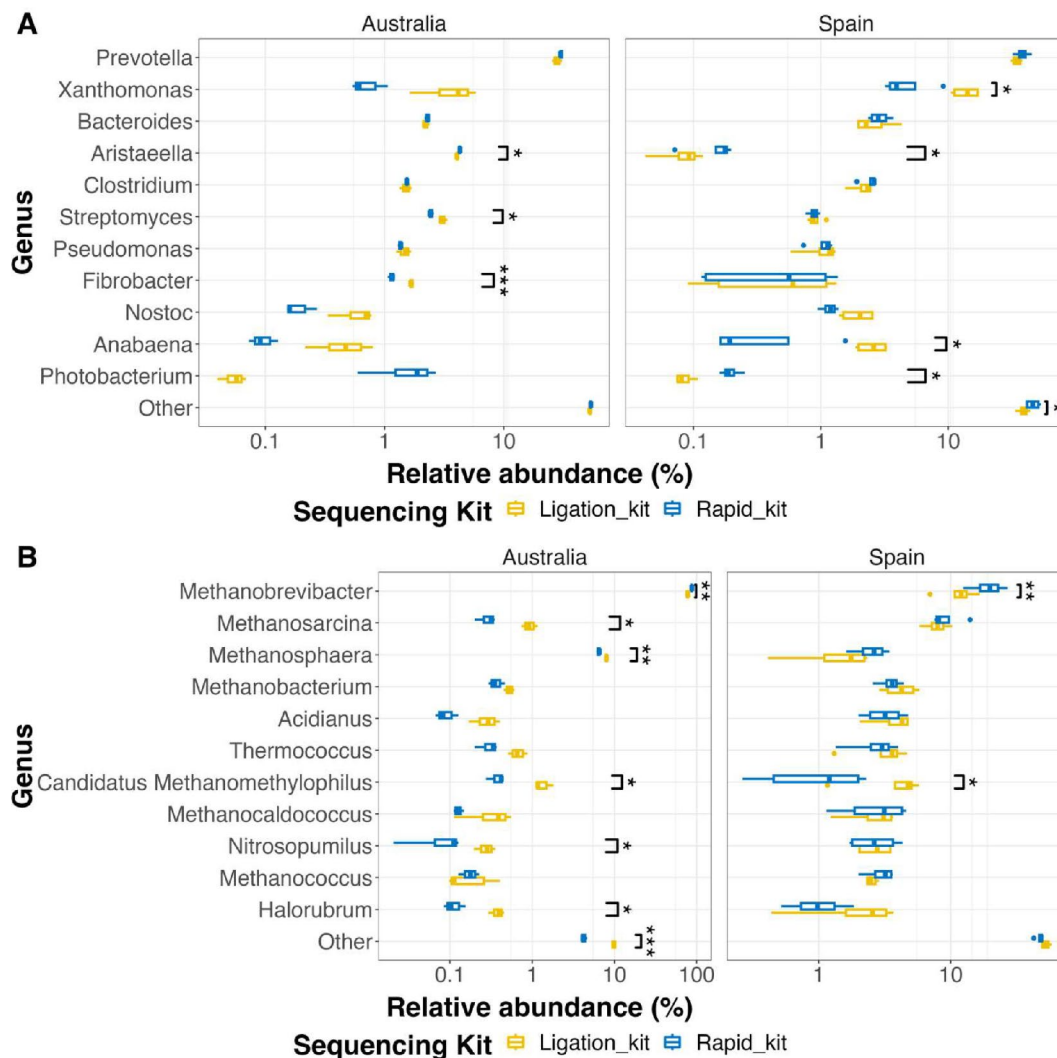 A
Australia
Spain
Genus
Prevotella
Xanthomonas
*
Bacteroides
Aristaeella
*
*
Clostridium
Streptomyces
*
Pseudomonas
Fibrobacter
***
Nostoc
Anabaena
*
Photobacterium
*
Other
*
0.1 1 10
0.1 1 10
Relative abundance (%)
Sequencing Kit Ligation_kit Rapid_kit
B
Australia
Spain
Genus
Methanobrevibacter
**
**
Methanosarcina
*
Methanosphaera
**
Methanobacterium
Acidianus
Thermococcus
Candidatus Methanomethylophilus
*
*
Methanocaldococcus
Nitrosopumilus
*
Methanococcus
Halorubrum
*
Other
***
0.1 1 10 100
1 10
Relative abundance (%)
Sequencing Kit Ligation_kit Rapid_kit